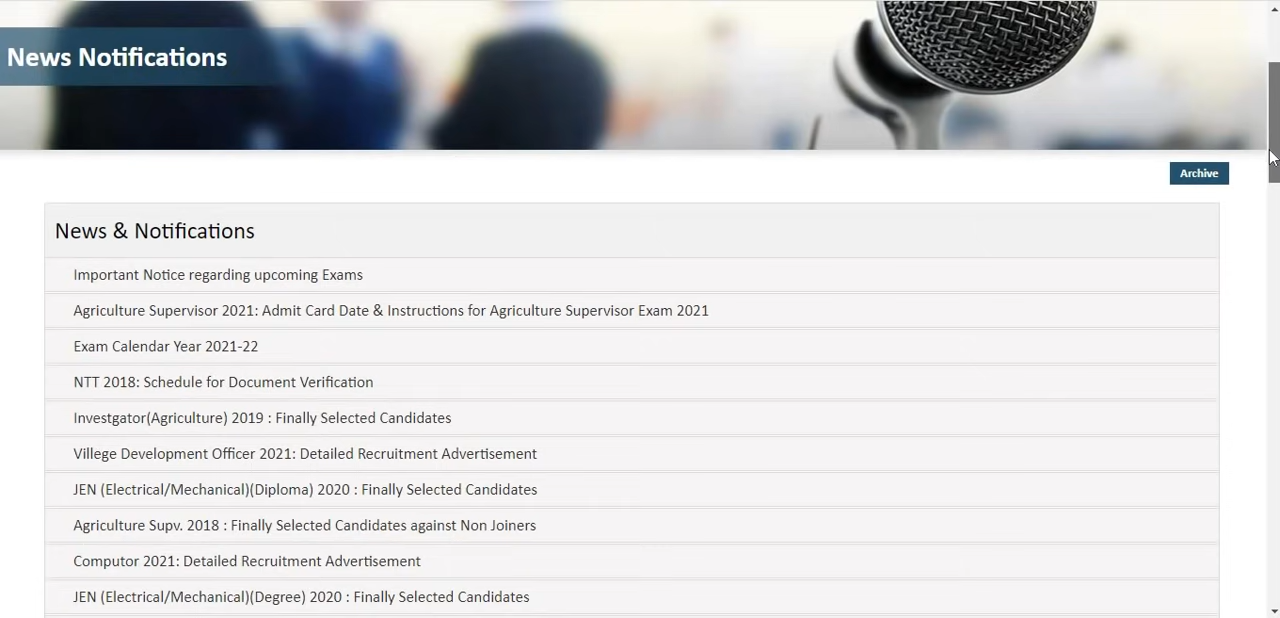 News Notifications
Archive
News & Notifications
Important Notice regarding upcoming Exams
Agriculture Supervisor 2021: Admit Card Date & Instructions for Agriculture Supervisor Exam 2021
Exam Calendar Year 2021-22
NTT 2018: Schedule for Document Verification
Investgator(Agriculture) 2019 : Finally Selected Candidates
Villege Development Officer 2021: Detailed Recruitment Advertisement
JEN (Electrical/Mechanical)(Diploma) 2020 : Finally Selected Candidates
Agriculture Supv. 2018 : Finally Selected Candidates against Non Joiners
Computor 2021: Detailed Recruitment Advertisement
JEN (Electrical/Mechanical)(Degree) 2020 : Finally Selected Candidates